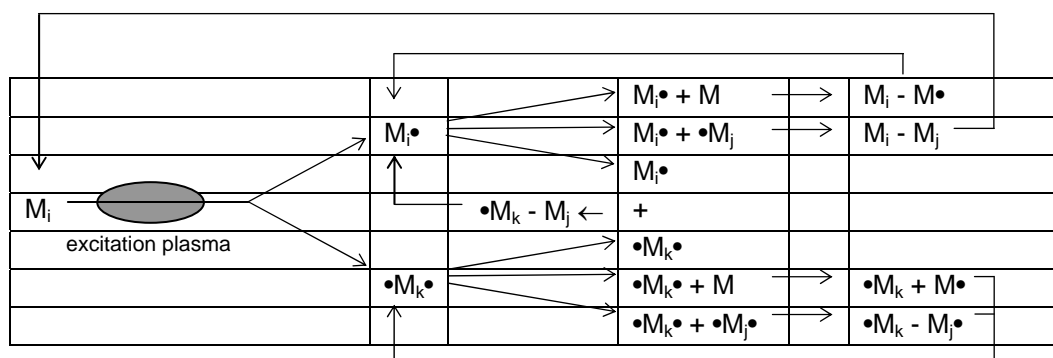 Mi• + M → Mi - M•
Mi• Mi• + •Mj → Mi - Mj
Mi•
Mi •Mk - Mj ← +
excitation plasma •Mk•
•Mk• •Mk• + M → •Mk + M•
•Mk• + •Mj• → •Mk - Mj•